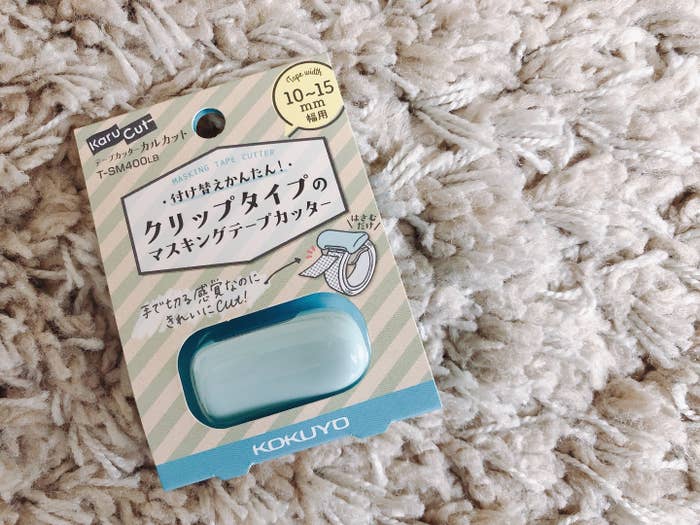 Tape width
10~15
mm
幅用
Karu Cut
テープカッターカルカット
T-SM400LB
MASKING TAPE CUTTER
・付け替えかんたん！・
クリップタイプの
マスキングテープカッター
はさむ
だけ！
手で切る感覚なのに
きれいにcut!
KOKUYO